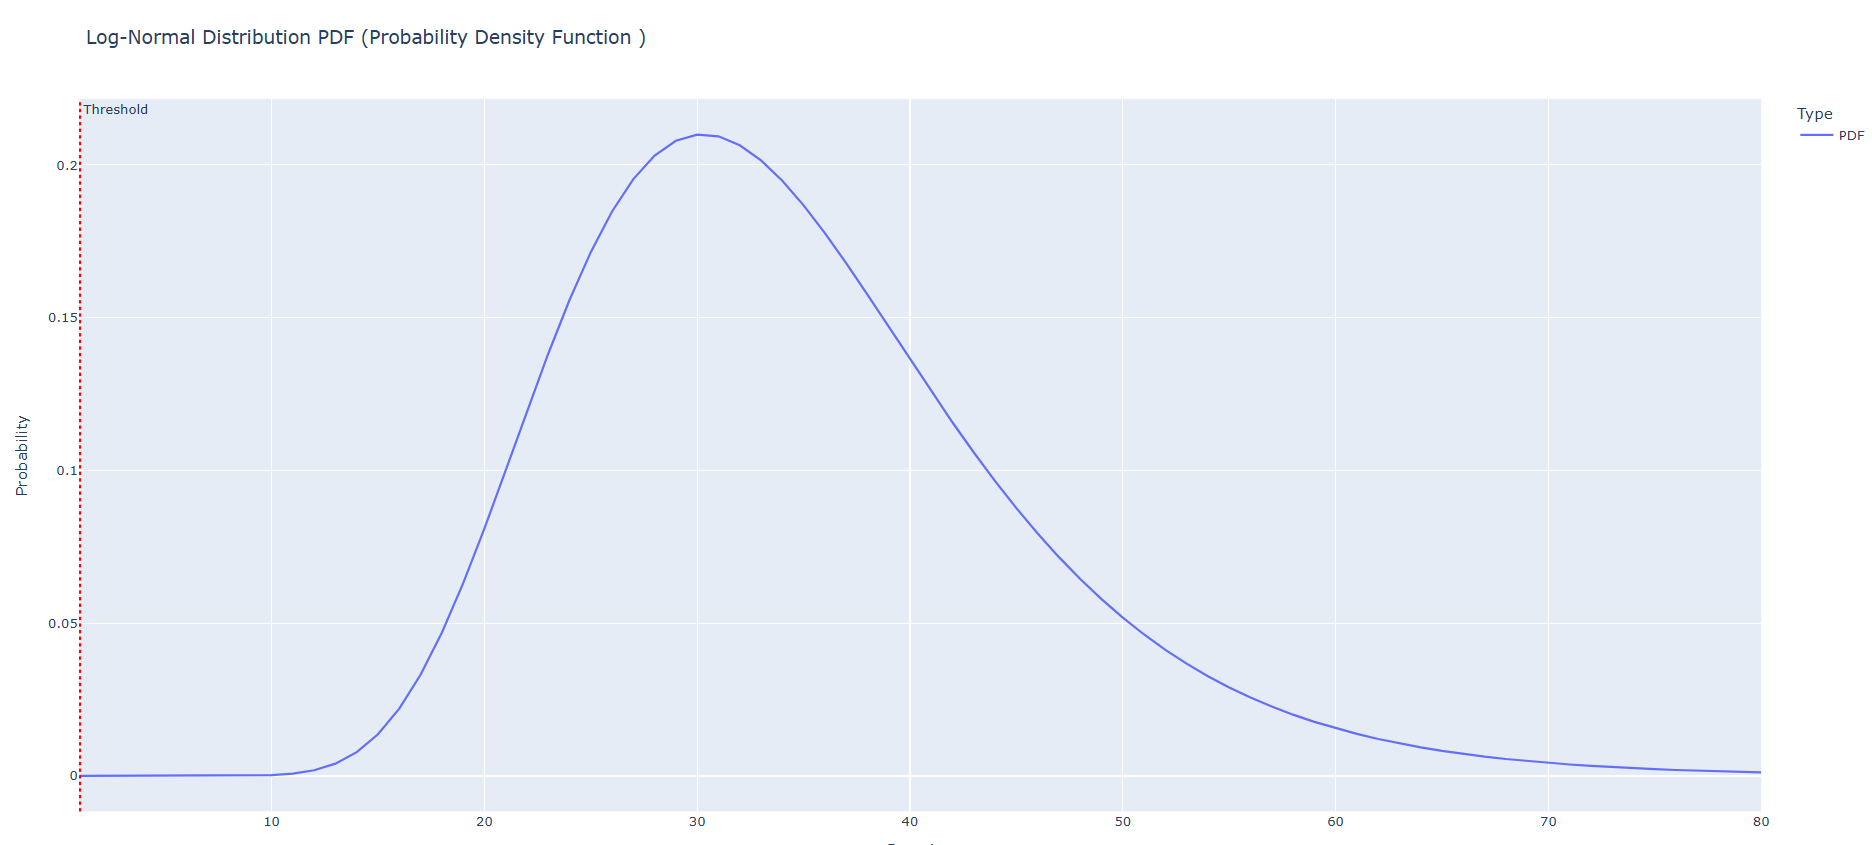 Log-Normal Distribution PDF (Probability Density Function )
Threshold
Type
PDF
0.2
0.15
0.1
0.05
0
Probability
10 20 30 40 50 60 70 80